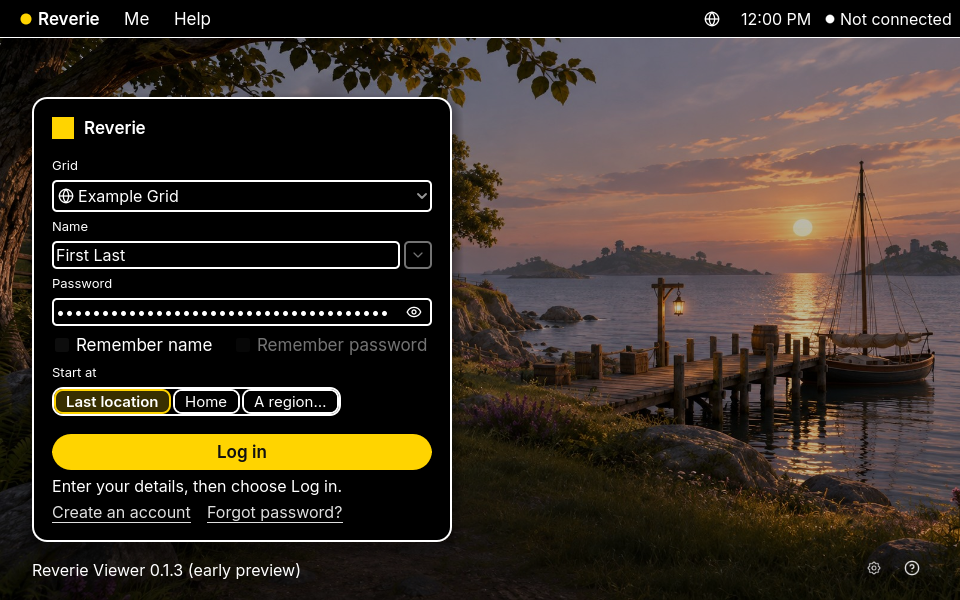 Reverie Me Help 12:00 PM Not connected
Reverie
Grid
Example Grid
Name
First Last
Password
••••••••••••••••••••••••••••••••••••••
Remember name Remember password
Start at
Last location Home A region...
Log in
Enter your details, then choose Log in.
Create an account Forgot password?
Reverie Viewer 0.1.3 (early preview)